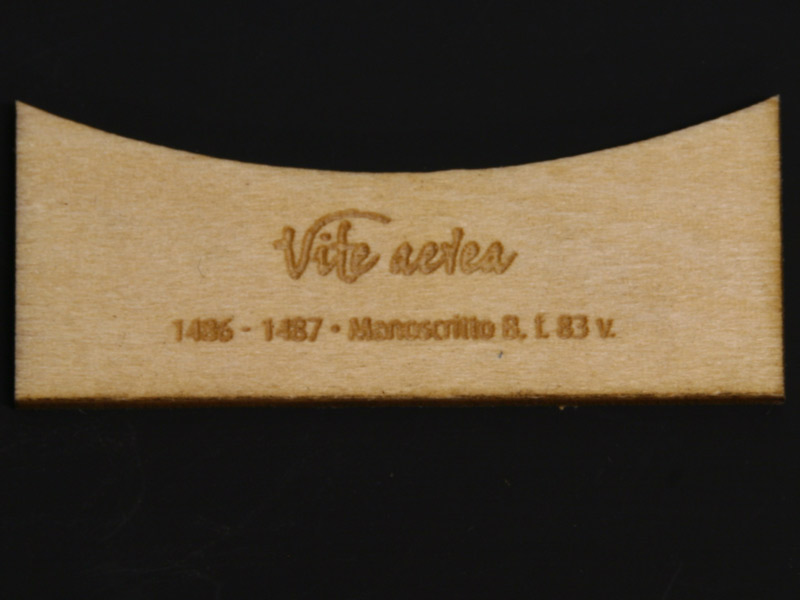 Vite aerea
1486 - 1487 • Manoscritto B, f. 83 v.